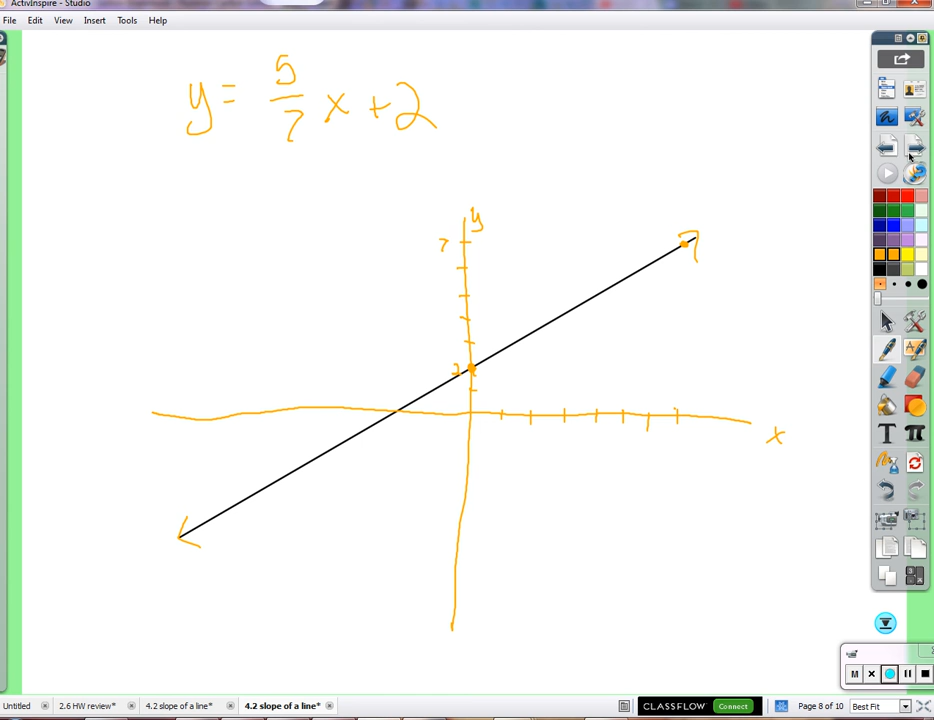 ActivInspire - Studio
File Edit View Insert Tools Help
y = 5/7 x + 2
y
7
2
x
Untitled 2.6 HW review* 4.2 slope of a line* 4.2 slope of a line*
CLASSFLOW Connect Page 8 of 10 Best Fit
M